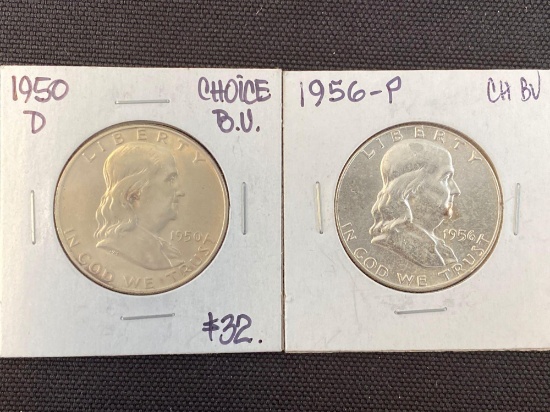 1950
D
CHOICE
B.U.
LIBERTY
1950
IN GOD WE TRUST
$32.
1956-P
CH BU
LIBERTY
1956
IN GOD WE TRUST